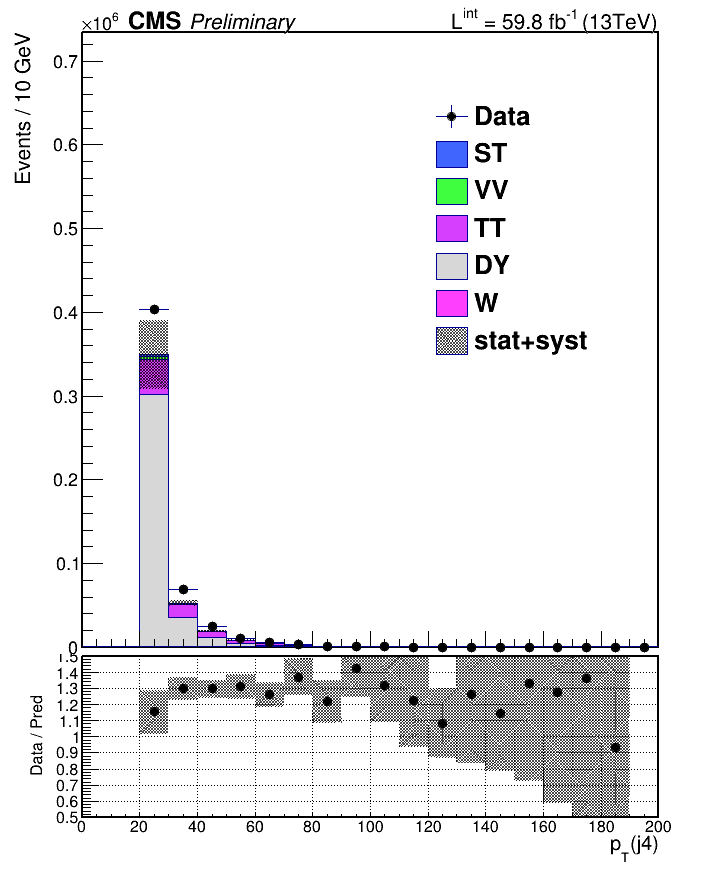 ×10⁶ CMS Preliminary L^int = 59.8 fb⁻¹ (13TeV)
Events / 10 GeV
0.7
0.6
0.5
0.4
0.3
0.2
0.1
0
Data
ST
VV
TT
DY
W
stat+syst
Data / Pred
1.5
1.4
1.3
1.2
1.1
1
0.9
0.8
0.7
0.6
0.5
0 20 40 60 80 100 120 140 160 180 200
p_T(j4)